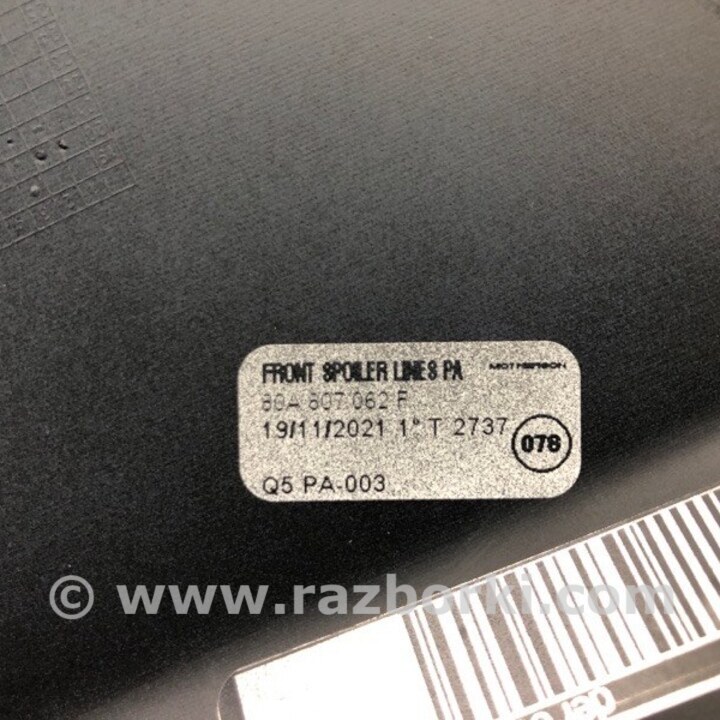 FRONT SPOILER LINES PA
MOTHERSON
80A 807 062 F
19/11/2021 1° T 2737
078
Q5 PA-003
© www.razborki.com